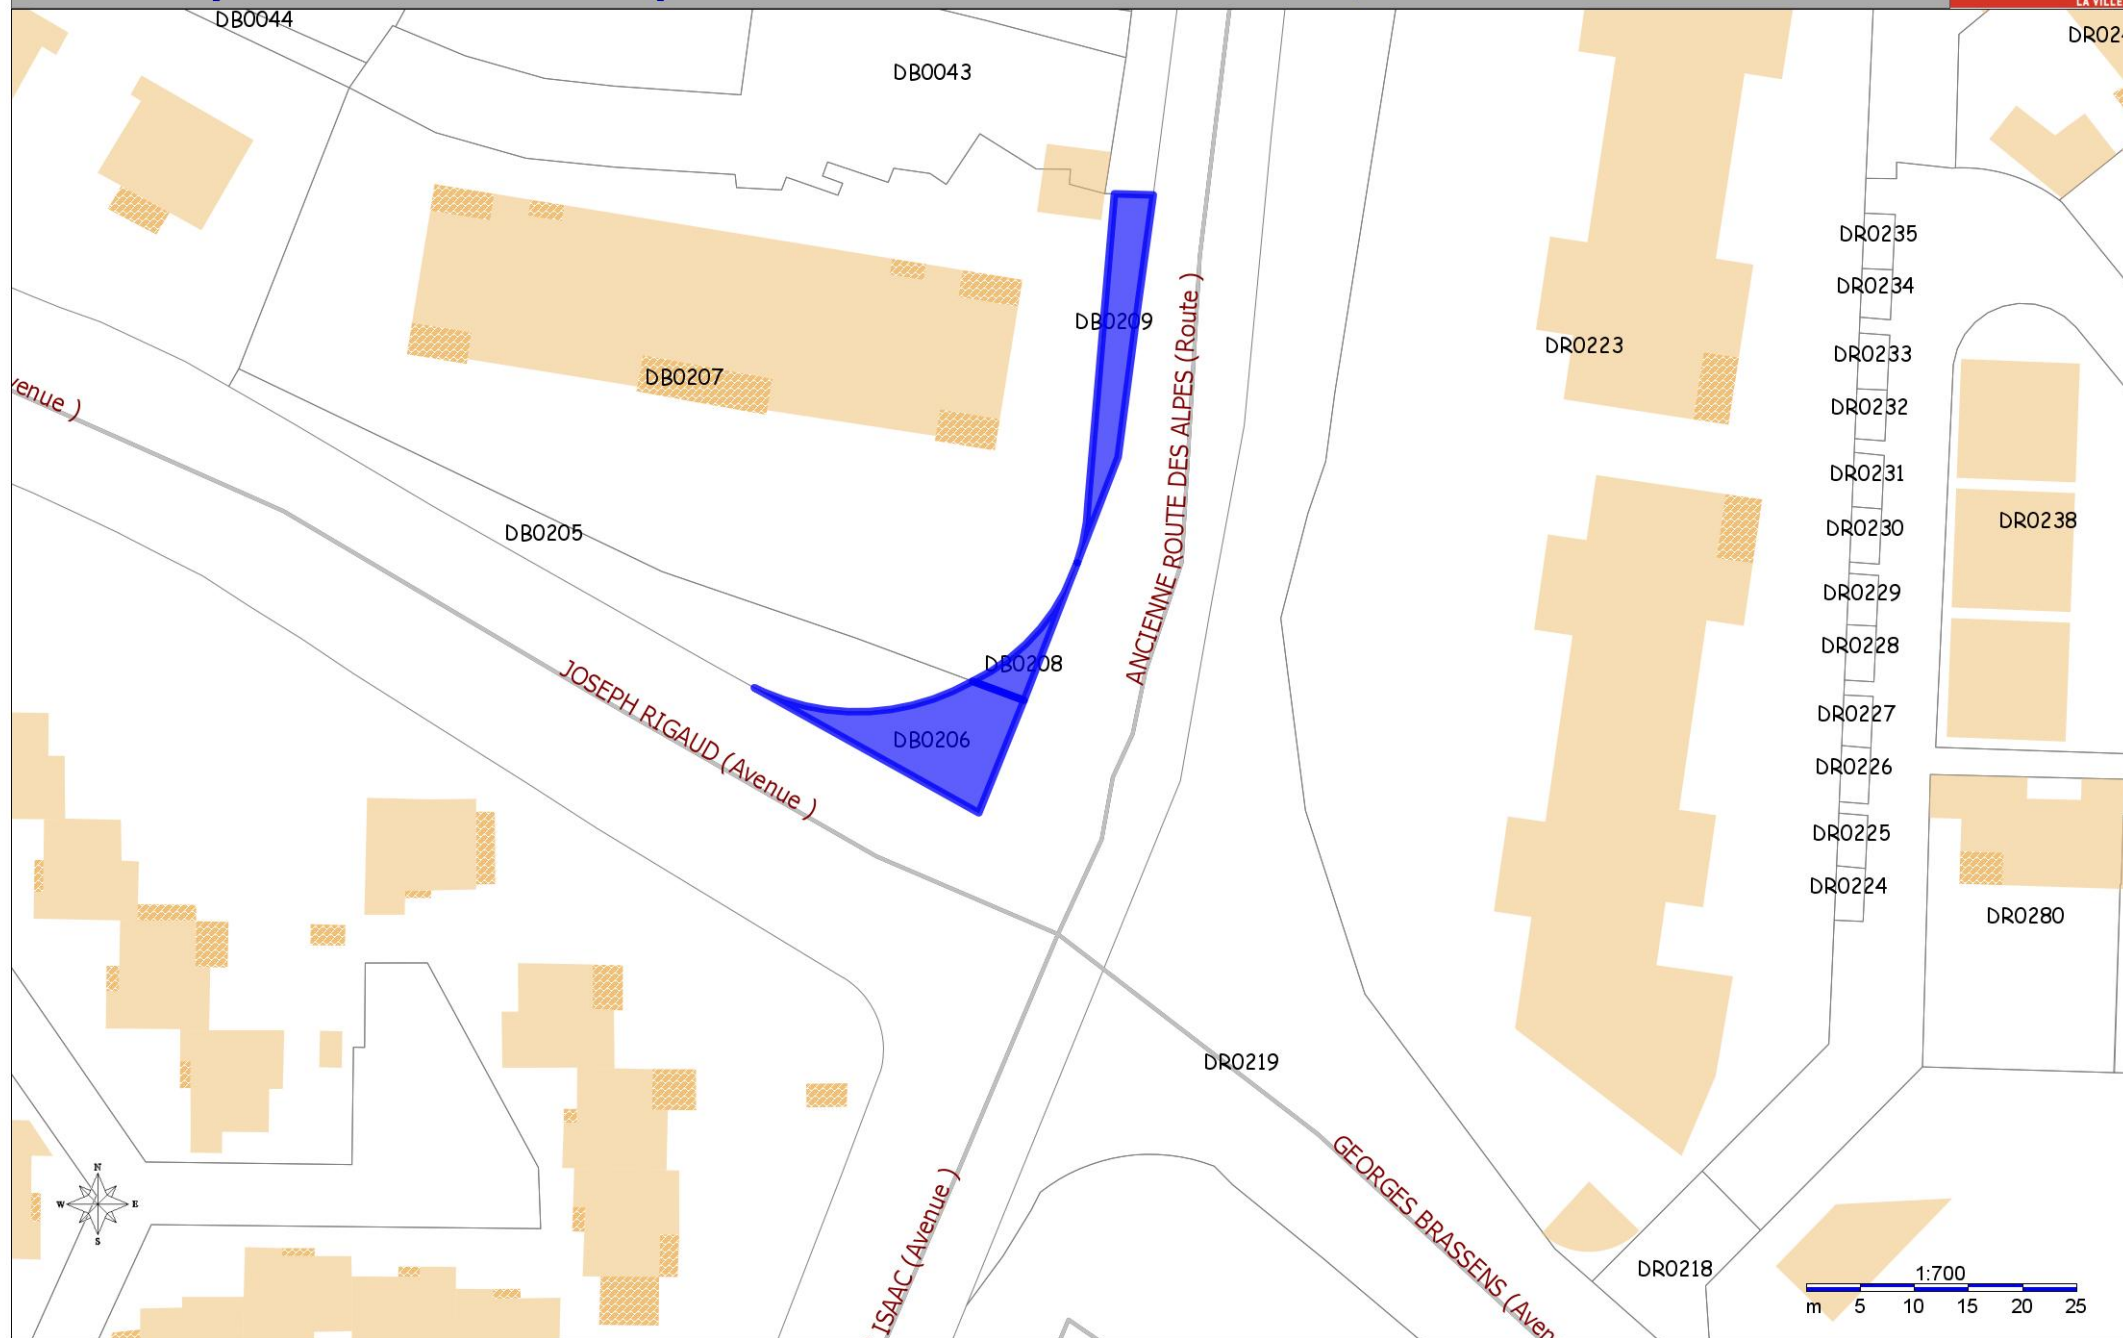 LA VILLE
DB0044
DB0043
DR0235
DR0234
DB0209
DR0223
DR0233
DB0207
enue )
DR0232
DR0231
DR0238
DR0230
DB0205
ANCIENNE ROUTE DES ALPES (Route )
DR0229
DR0228
DB0208
JOSEPH RIGAUD (Avenue )
DR0227
DB0206
DR0226
DR0225
DR0224
DR0280
DR0219
GEORGES BRASSENS (Aven
ISAAC (Avenue )
N
W E
S
DR0218
1:700
m 5 10 15 20 25